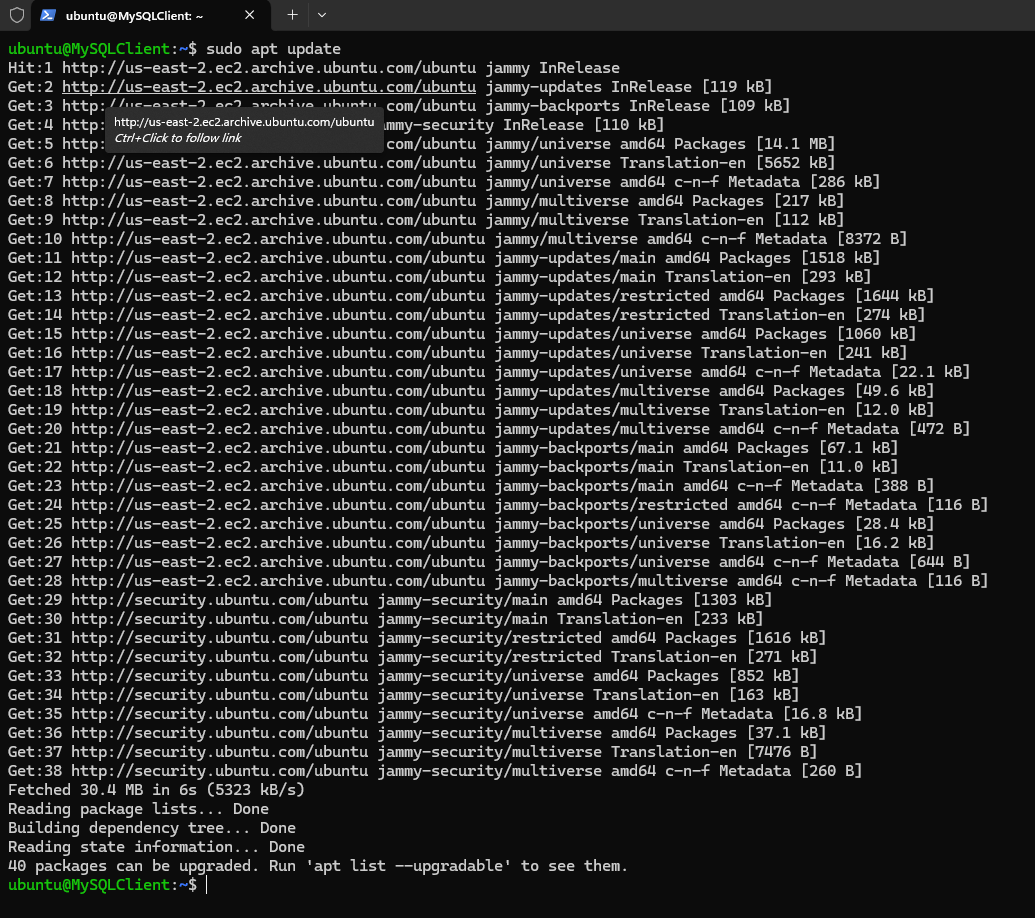 ubuntu@MySQLClient: ~
ubuntu@MySQLClient:~$ sudo apt update
Hit:1 http://us-east-2.ec2.archive.ubuntu.com/ubuntu jammy InRelease
Get:2 http://us-east-2.ec2.archive.ubuntu.com/ubuntu jammy-updates InRelease [119 kB]
Get:3 http://us-east-2.ec2.archive.ubuntu.com/ubuntu jammy-backports InRelease [109 kB]
Get:4 http: ammy-security InRelease [110 kB]
http://us-east-2.ec2.archive.ubuntu.com/ubuntu
Ctrl+Click to follow link
Get:5 http: com/ubuntu jammy/universe amd64 Packages [14.1 MB]
Get:6 http://us-east-2.ec2.archive.ubuntu.com/ubuntu jammy/universe Translation-en [5652 kB]
Get:7 http://us-east-2.ec2.archive.ubuntu.com/ubuntu jammy/universe amd64 c-n-f Metadata [286 kB]
Get:8 http://us-east-2.ec2.archive.ubuntu.com/ubuntu jammy/multiverse amd64 Packages [217 kB]
Get:9 http://us-east-2.ec2.archive.ubuntu.com/ubuntu jammy/multiverse Translation-en [112 kB]
Get:10 http://us-east-2.ec2.archive.ubuntu.com/ubuntu jammy/multiverse amd64 c-n-f Metadata [8372 B]
Get:11 http://us-east-2.ec2.archive.ubuntu.com/ubuntu jammy-updates/main amd64 Packages [1518 kB]
Get:12 http://us-east-2.ec2.archive.ubuntu.com/ubuntu jammy-updates/main Translation-en [293 kB]
Get:13 http://us-east-2.ec2.archive.ubuntu.com/ubuntu jammy-updates/restricted amd64 Packages [1644 kB]
Get:14 http://us-east-2.ec2.archive.ubuntu.com/ubuntu jammy-updates/restricted Translation-en [274 kB]
Get:15 http://us-east-2.ec2.archive.ubuntu.com/ubuntu jammy-updates/universe amd64 Packages [1060 kB]
Get:16 http://us-east-2.ec2.archive.ubuntu.com/ubuntu jammy-updates/universe Translation-en [241 kB]
Get:17 http://us-east-2.ec2.archive.ubuntu.com/ubuntu jammy-updates/universe amd64 c-n-f Metadata [22.1 kB]
Get:18 http://us-east-2.ec2.archive.ubuntu.com/ubuntu jammy-updates/multiverse amd64 Packages [49.6 kB]
Get:19 http://us-east-2.ec2.archive.ubuntu.com/ubuntu jammy-updates/multiverse Translation-en [12.0 kB]
Get:20 http://us-east-2.ec2.archive.ubuntu.com/ubuntu jammy-updates/multiverse amd64 c-n-f Metadata [472 B]
Get:21 http://us-east-2.ec2.archive.ubuntu.com/ubuntu jammy-backports/main amd64 Packages [67.1 kB]
Get:22 http://us-east-2.ec2.archive.ubuntu.com/ubuntu jammy-backports/main Translation-en [11.0 kB]
Get:23 http://us-east-2.ec2.archive.ubuntu.com/ubuntu jammy-backports/main amd64 c-n-f Metadata [388 B]
Get:24 http://us-east-2.ec2.archive.ubuntu.com/ubuntu jammy-backports/restricted amd64 c-n-f Metadata [116 B]
Get:25 http://us-east-2.ec2.archive.ubuntu.com/ubuntu jammy-backports/universe amd64 Packages [28.4 kB]
Get:26 http://us-east-2.ec2.archive.ubuntu.com/ubuntu jammy-backports/universe Translation-en [16.2 kB]
Get:27 http://us-east-2.ec2.archive.ubuntu.com/ubuntu jammy-backports/universe amd64 c-n-f Metadata [644 B]
Get:28 http://us-east-2.ec2.archive.ubuntu.com/ubuntu jammy-backports/multiverse amd64 c-n-f Metadata [116 B]
Get:29 http://security.ubuntu.com/ubuntu jammy-security/main amd64 Packages [1303 kB]
Get:30 http://security.ubuntu.com/ubuntu jammy-security/main Translation-en [233 kB]
Get:31 http://security.ubuntu.com/ubuntu jammy-security/restricted amd64 Packages [1616 kB]
Get:32 http://security.ubuntu.com/ubuntu jammy-security/restricted Translation-en [271 kB]
Get:33 http://security.ubuntu.com/ubuntu jammy-security/universe amd64 Packages [852 kB]
Get:34 http://security.ubuntu.com/ubuntu jammy-security/universe Translation-en [163 kB]
Get:35 http://security.ubuntu.com/ubuntu jammy-security/universe amd64 c-n-f Metadata [16.8 kB]
Get:36 http://security.ubuntu.com/ubuntu jammy-security/multiverse amd64 Packages [37.1 kB]
Get:37 http://security.ubuntu.com/ubuntu jammy-security/multiverse Translation-en [7476 B]
Get:38 http://security.ubuntu.com/ubuntu jammy-security/multiverse amd64 c-n-f Metadata [260 B]
Fetched 30.4 MB in 6s (5323 kB/s)
Reading package lists... Done
Building dependency tree... Done
Reading state information... Done
40 packages can be upgraded. Run 'apt list --upgradable' to see them.
ubuntu@MySQLClient:~$